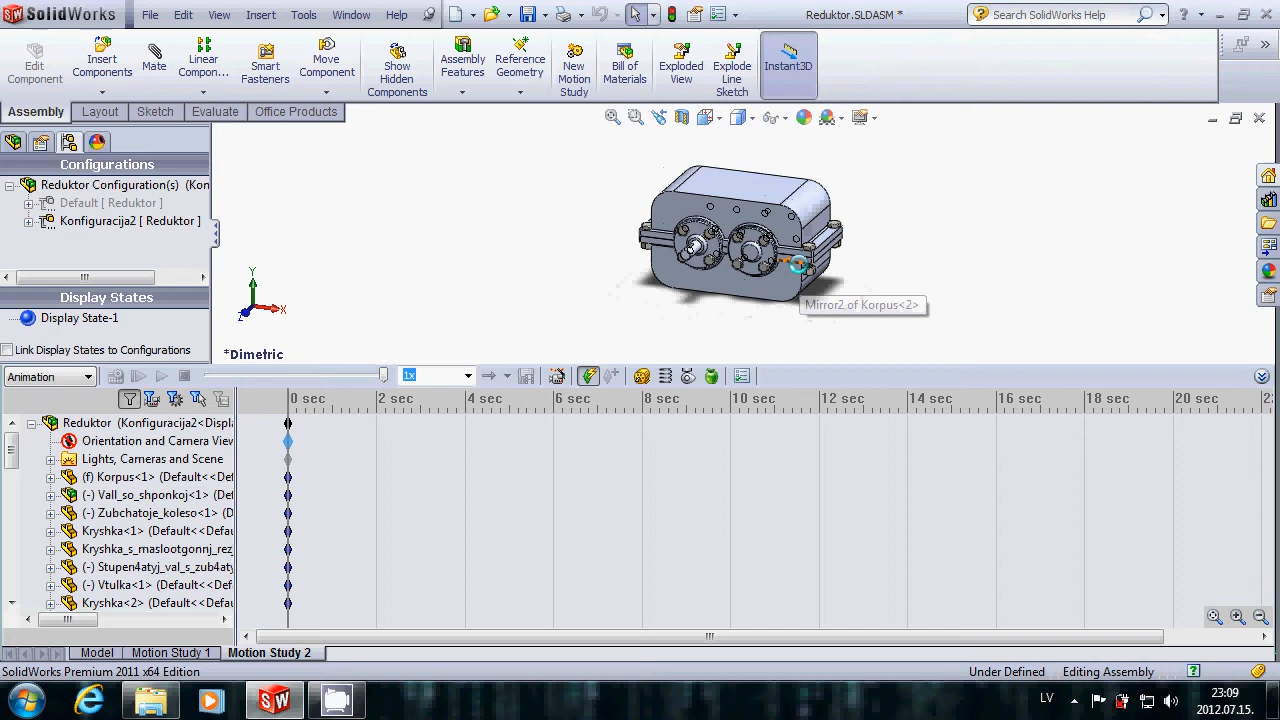 SolidWorks File Edit View Insert Tools Window Help Reduktor.SLDASM * Search SolidWorks Help
Edit Component
Insert Components
Mate
Linear Compon...
Smart Fasteners
Move Component
Show Hidden Components
Assembly Features
Reference Geometry
New Motion Study
Bill of Materials
Exploded View
Explode Line Sketch
Instant3D
Assembly Layout Sketch Evaluate Office Products
Configurations
Reduktor Configuration(s) (Kon
Default [ Reduktor ]
Konfiguracija2 [ Reduktor ]
Display States
Display State-1
Link Display States to Configurations
Y
X
Z
*Dimetric
Mirror2 of Korpus<2>
Animation 1x
0 sec 2 sec 4 sec 6 sec 8 sec 10 sec 12 sec 14 sec 16 sec 18 sec 20 sec 22
Reduktor (Konfiguracija2<Displ
Orientation and Camera View
Lights, Cameras and Scene
(f) Korpus<1> (Default<<Defau
(-) Vall_so_shponkoj<1> (Def
(-) Zubchatoje_koleso<1> (D
Kryshka<1> (Default<<Defau
Kryshka_s_maslootgonnj_rez
(-) Stupen4atyj_val_s_zub4aty
(-) Vtulka<1> (Default<<Def
Kryshka<2> (Default<<Defau
Model Motion Study 1 Motion Study 2
SolidWorks Premium 2011 x64 Edition Under Defined Editing Assembly
LV
23:09
2012.07.15.